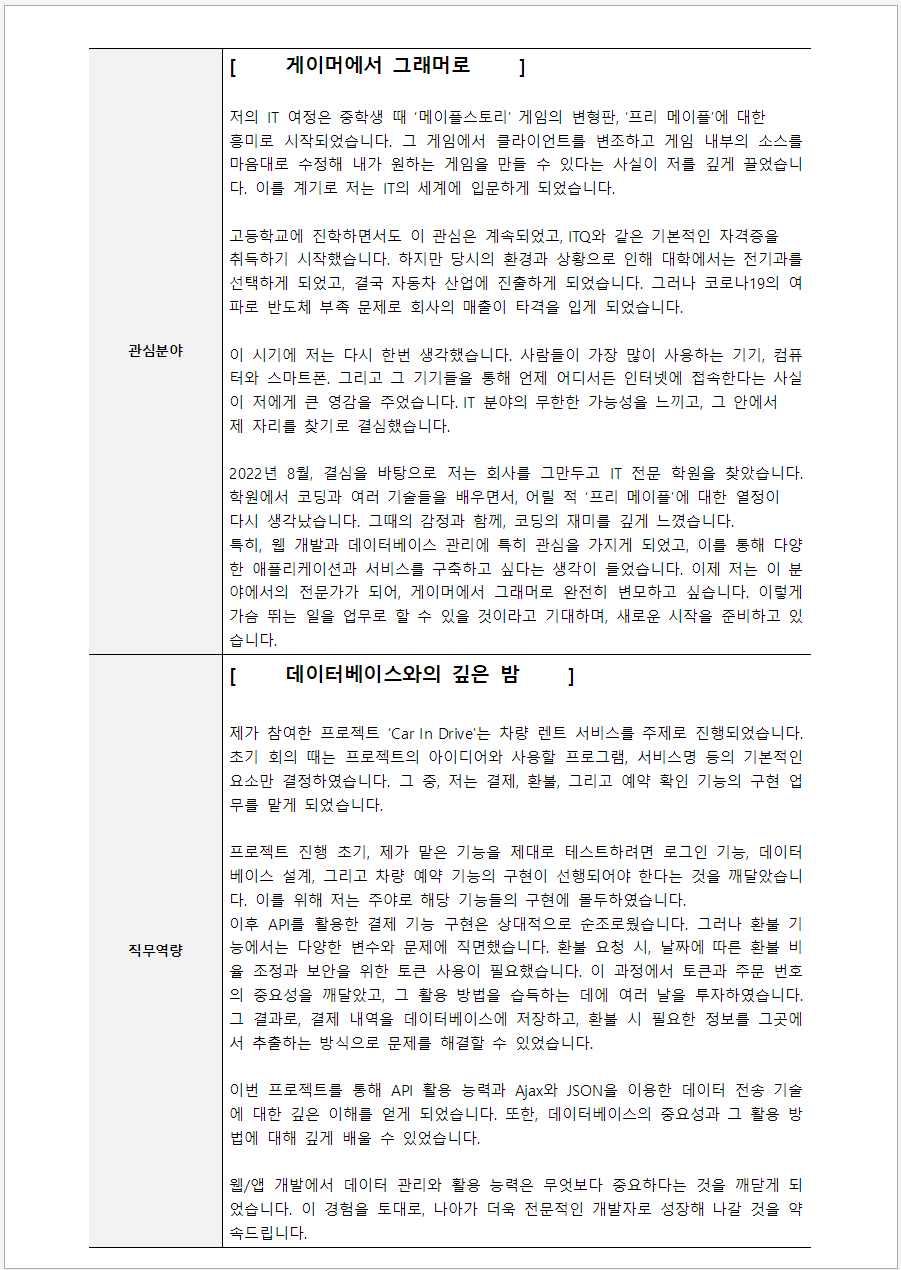 [ 게이머에서 그래머로 ]
저의 IT 여정은 중학생 때 '메이플스토리' 게임의 변형판, '프리 메이플'에 대한
흥미로 시작되었습니다. 그 게임에서 클라이언트를 변조하고 게임 내부의 소스를
마음대로 수정해 내가 원하는 게임을 만들 수 있다는 사실이 저를 깊게 끌었습니
다. 이를 계기로 저는 IT의 세계에 입문하게 되었습니다.
고등학교에 진학하면서도 이 관심은 계속되었고, ITQ와 같은 기본적인 자격증을
취득하기 시작했습니다. 하지만 당시의 환경과 상황으로 인해 대학에서는 전기과를
선택하게 되었고, 결국 자동차 산업에 진출하게 되었습니다. 그러나 코로나19의 여
파로 반도체 부족 문제로 회사의 매출이 타격을 입게 되었습니다.
관심분야
이 시기에 저는 다시 한번 생각했습니다. 사람들이 가장 많이 사용하는 기기, 컴퓨
터와 스마트폰. 그리고 그 기기들을 통해 언제 어디서든 인터넷에 접속한다는 사실
이 저에게 큰 영감을 주었습니다. IT 분야의 무한한 가능성을 느끼고, 그 안에서
제 자리를 찾기로 결심했습니다.
2022년 8월, 결심을 바탕으로 저는 회사를 그만두고 IT 전문 학원을 찾았습니다.
학원에서 코딩과 여러 기술들을 배우면서, 어릴 적 '프리 메이플'에 대한 열정이
다시 생각났습니다. 그때의 감정과 함께, 코딩의 재미를 깊게 느꼈습니다.
특히, 웹 개발과 데이터베이스 관리에 특히 관심을 가지게 되었고, 이를 통해 다양
한 애플리케이션과 서비스를 구축하고 싶다는 생각이 들었습니다. 이제 저는 이 분
야에서의 전문가가 되어, 게이머에서 그래머로 완전히 변모하고 싶습니다. 이렇게
가슴 뛰는 일을 업무로 할 수 있을 것이라고 기대하며, 새로운 시작을 준비하고 있
습니다.
[ 데이터베이스와의 깊은 밤 ]
제가 참여한 프로젝트 'Car In Drive'는 차량 렌트 서비스를 주제로 진행되었습니다.
초기 회의 때는 프로젝트의 아이디어와 사용할 프로그램, 서비스명 등의 기본적인
요소만 결정하였습니다. 그 중, 저는 결제, 환불, 그리고 예약 확인 기능의 구현 업
무를 맡게 되었습니다.
프로젝트 진행 초기, 제가 맡은 기능을 제대로 테스트하려면 로그인 기능, 데이터
베이스 설계, 그리고 차량 예약 기능의 구현이 선행되어야 한다는 것을 깨달았습니
다. 이를 위해 저는 주야로 해당 기능들의 구현에 몰두하였습니다.
이후 API를 활용한 결제 기능 구현은 상대적으로 순조로웠습니다. 그러나 환불 기
능에서는 다양한 변수와 문제에 직면했습니다. 환불 요청 시, 날짜에 따른 환불 비
직무역량
율 조정과 보안을 위한 토큰 사용이 필요했습니다. 이 과정에서 토큰과 주문 번호
의 중요성을 깨달았고, 그 활용 방법을 습득하는 데에 여러 날을 투자하였습니다.
그 결과로, 결제 내역을 데이터베이스에 저장하고, 환불 시 필요한 정보를 그곳에
서 추출하는 방식으로 문제를 해결할 수 있었습니다.
이번 프로젝트를 통해 API 활용 능력과 Ajax와 JSON을 이용한 데이터 전송 기술
에 대한 깊은 이해를 얻게 되었습니다. 또한, 데이터베이스의 중요성과 그 활용 방
법에 대해 깊게 배울 수 있었습니다.
웹/앱 개발에서 데이터 관리와 활용 능력은 무엇보다 중요하다는 것을 깨닫게 되
었습니다. 이 경험을 토대로, 나아가 더욱 전문적인 개발자로 성장해 나갈 것을 약
속드립니다.